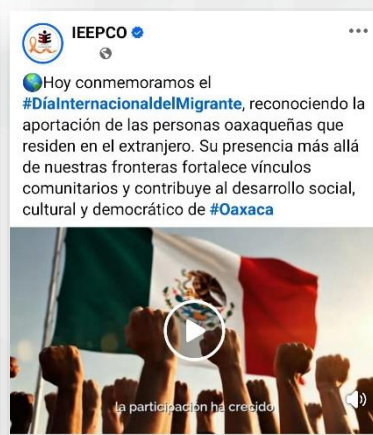 IEEPCO
Hoy conmemoramos el
#DíaInternacionaldelMigrante, reconociendo la
aportación de las personas oaxaqueñas que
residen en el extranjero. Su presencia más allá
de nuestras fronteras fortalece vínculos
comunitarios y contribuye al desarrollo social,
cultural y democrático de #Oaxaca
la participación ha crecido